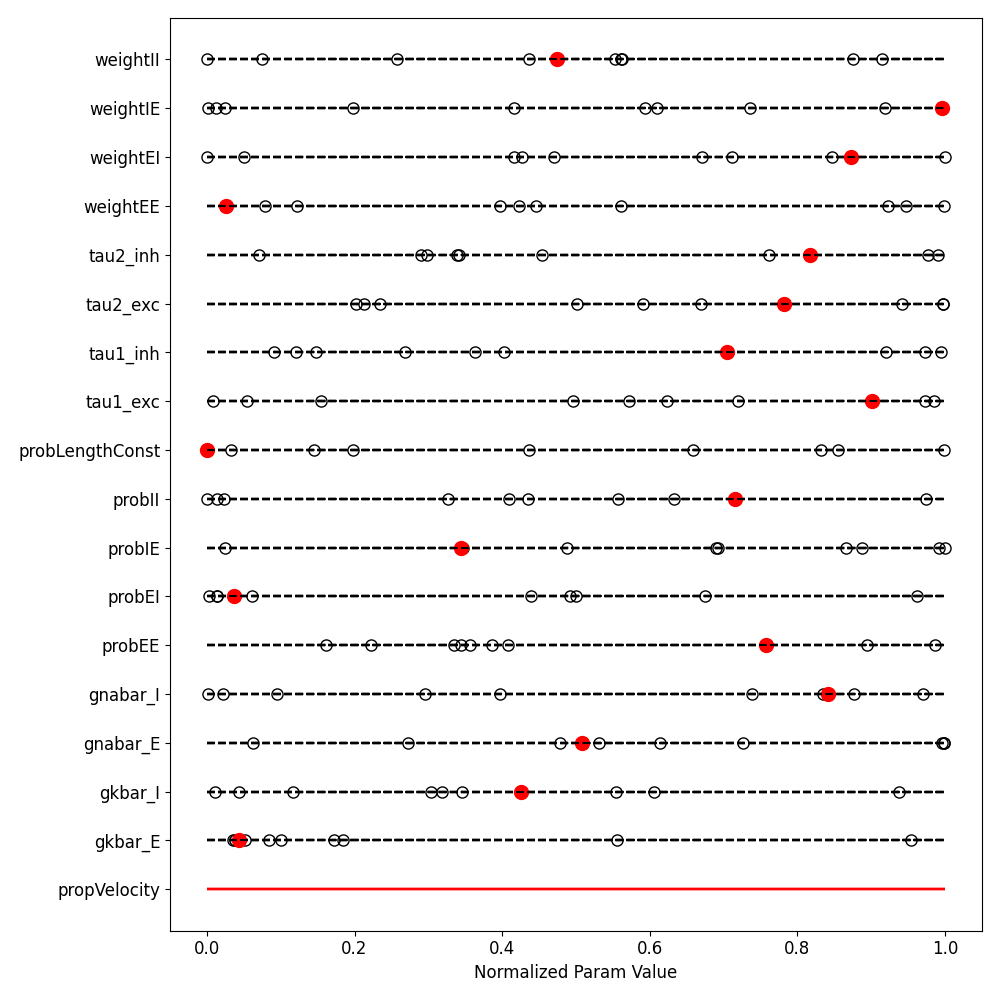 weightII
weightIE
weightEI
weightEE
tau2_inh
tau2_exc
tau1_inh
tau1_exc
probLengthConst
probII
probIE
probEI
probEE
gnabar_I
gnabar_E
gkbar_I
gkbar_E
propVelocity
0.0 0.2 0.4 0.6 0.8 1.0
Normalized Param Value